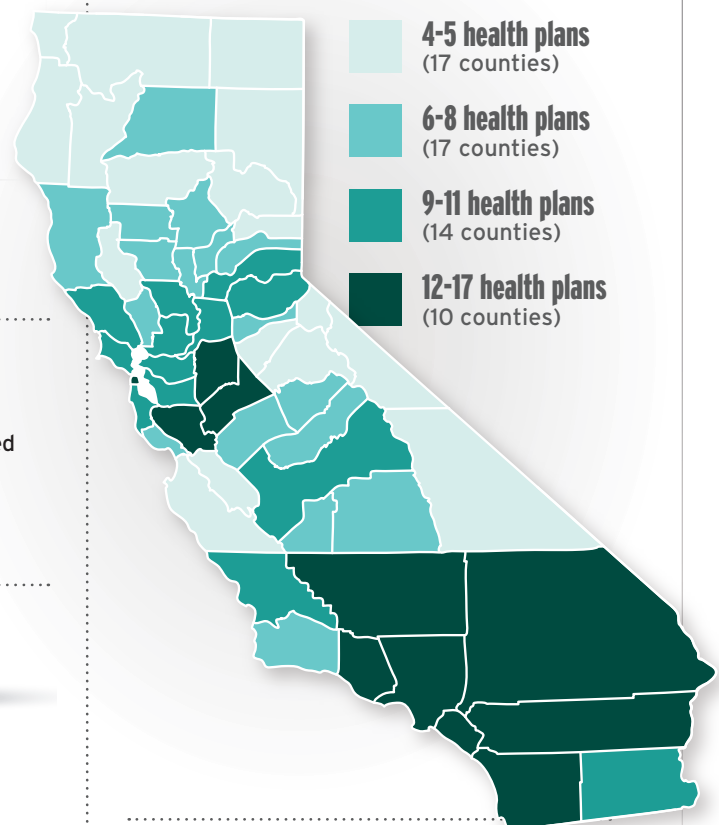 4-5 health plans
(17 counties)
6-8 health plans
(17 counties)
9-11 health plans
(14 counties)
12-17 health plans
(10 counties)
ed